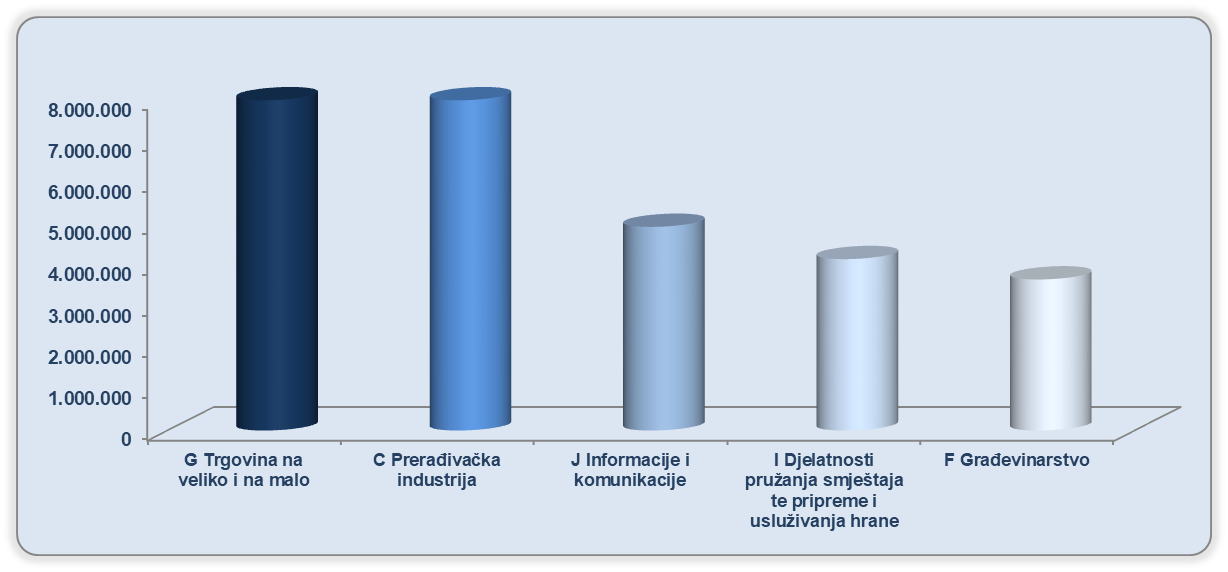 8.000.000
7.000.000
6.000.000
5.000.000
4.000.000
3.000.000
2.000.000
1.000.000
0
G Trgovina na
veliko i na malo
C Prerađivačka
industrija
J Informacije i
komunikacije
I Djelatnosti
pružanja smještaja
te pripreme i
usluživanja hrane
F Građevinarstvo